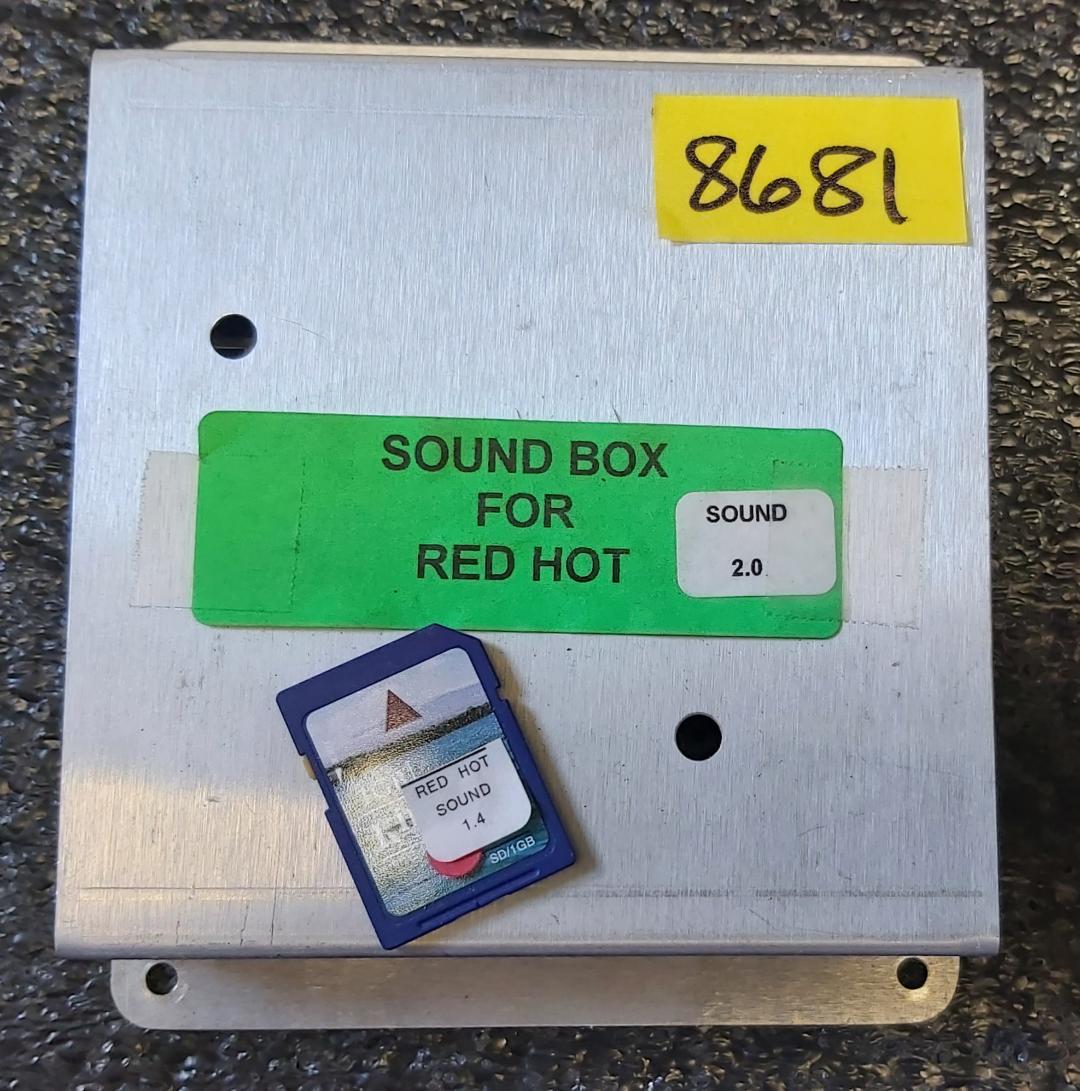 8681
SOUND BOX
FOR
RED HOT
SOUND
2.0
RED HOT
SOUND
1.4
SD/1GB